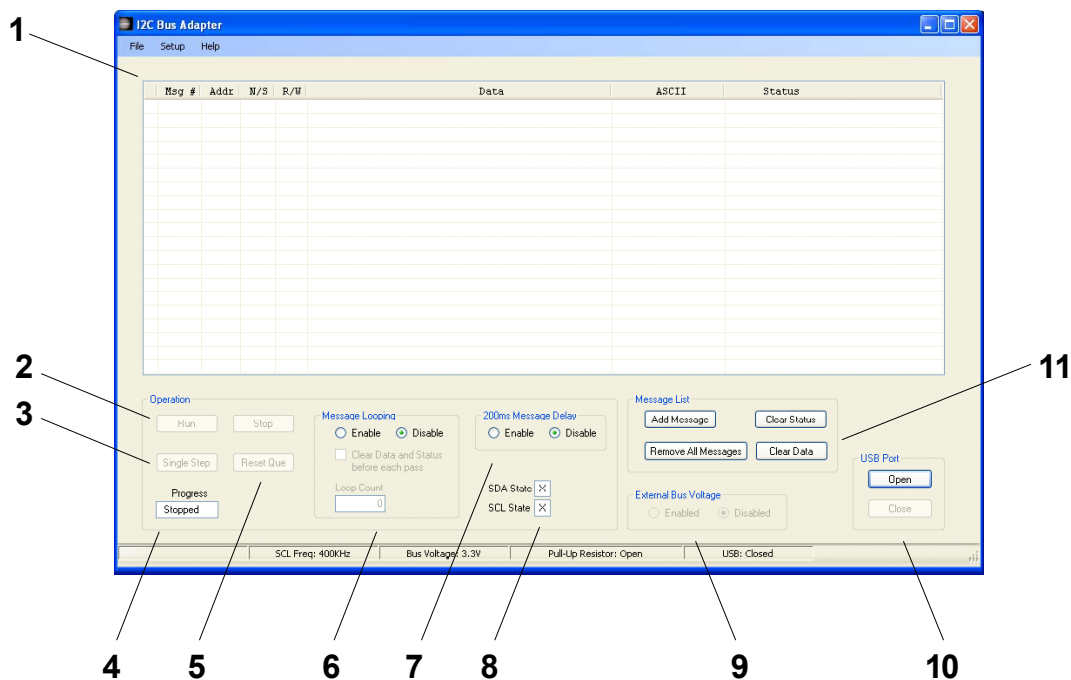 1
I2C Bus Adapter
File Setup Help
Msg # Addr N/S R/W Data ASCII Status
2
11
Operation
Message List
3
Run Stop
Message Looping
200ms Message Delay
Add Message Clear Status
Enable Disable
Enable Disable
Single Step Reset Que
Clear Data and Status
before each pass
Remove All Messages Clear Data
USB Port
Open
Progress
Stopped
Loop Count
0
SDA State X
SCL State X
External Bus Voltage
Enabled Disabled
Close
SCL Freq: 400KHz Bus Voltage: 3.3V Pull-Up Resistor: Open USB: Closed
4 5 6 7 8 9 10